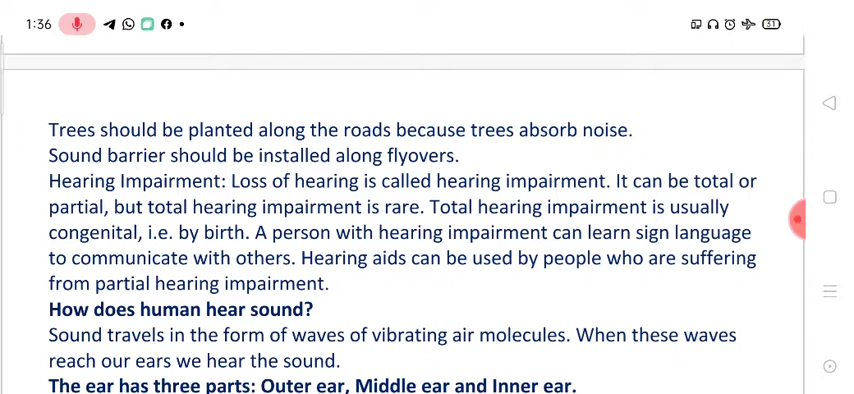 1:36
31
Trees should be planted along the roads because trees absorb noise.
Sound barrier should be installed along flyovers.
Hearing Impairment: Loss of hearing is called hearing impairment. It can be total or
partial, but total hearing impairment is rare. Total hearing impairment is usually
congenital, i.e. by birth. A person with hearing impairment can learn sign language
to communicate with others. Hearing aids can be used by people who are suffering
from partial hearing impairment.
How does human hear sound?
Sound travels in the form of waves of vibrating air molecules. When these waves
reach our ears we hear the sound.
The ear has three parts: Outer ear, Middle ear and Inner ear.